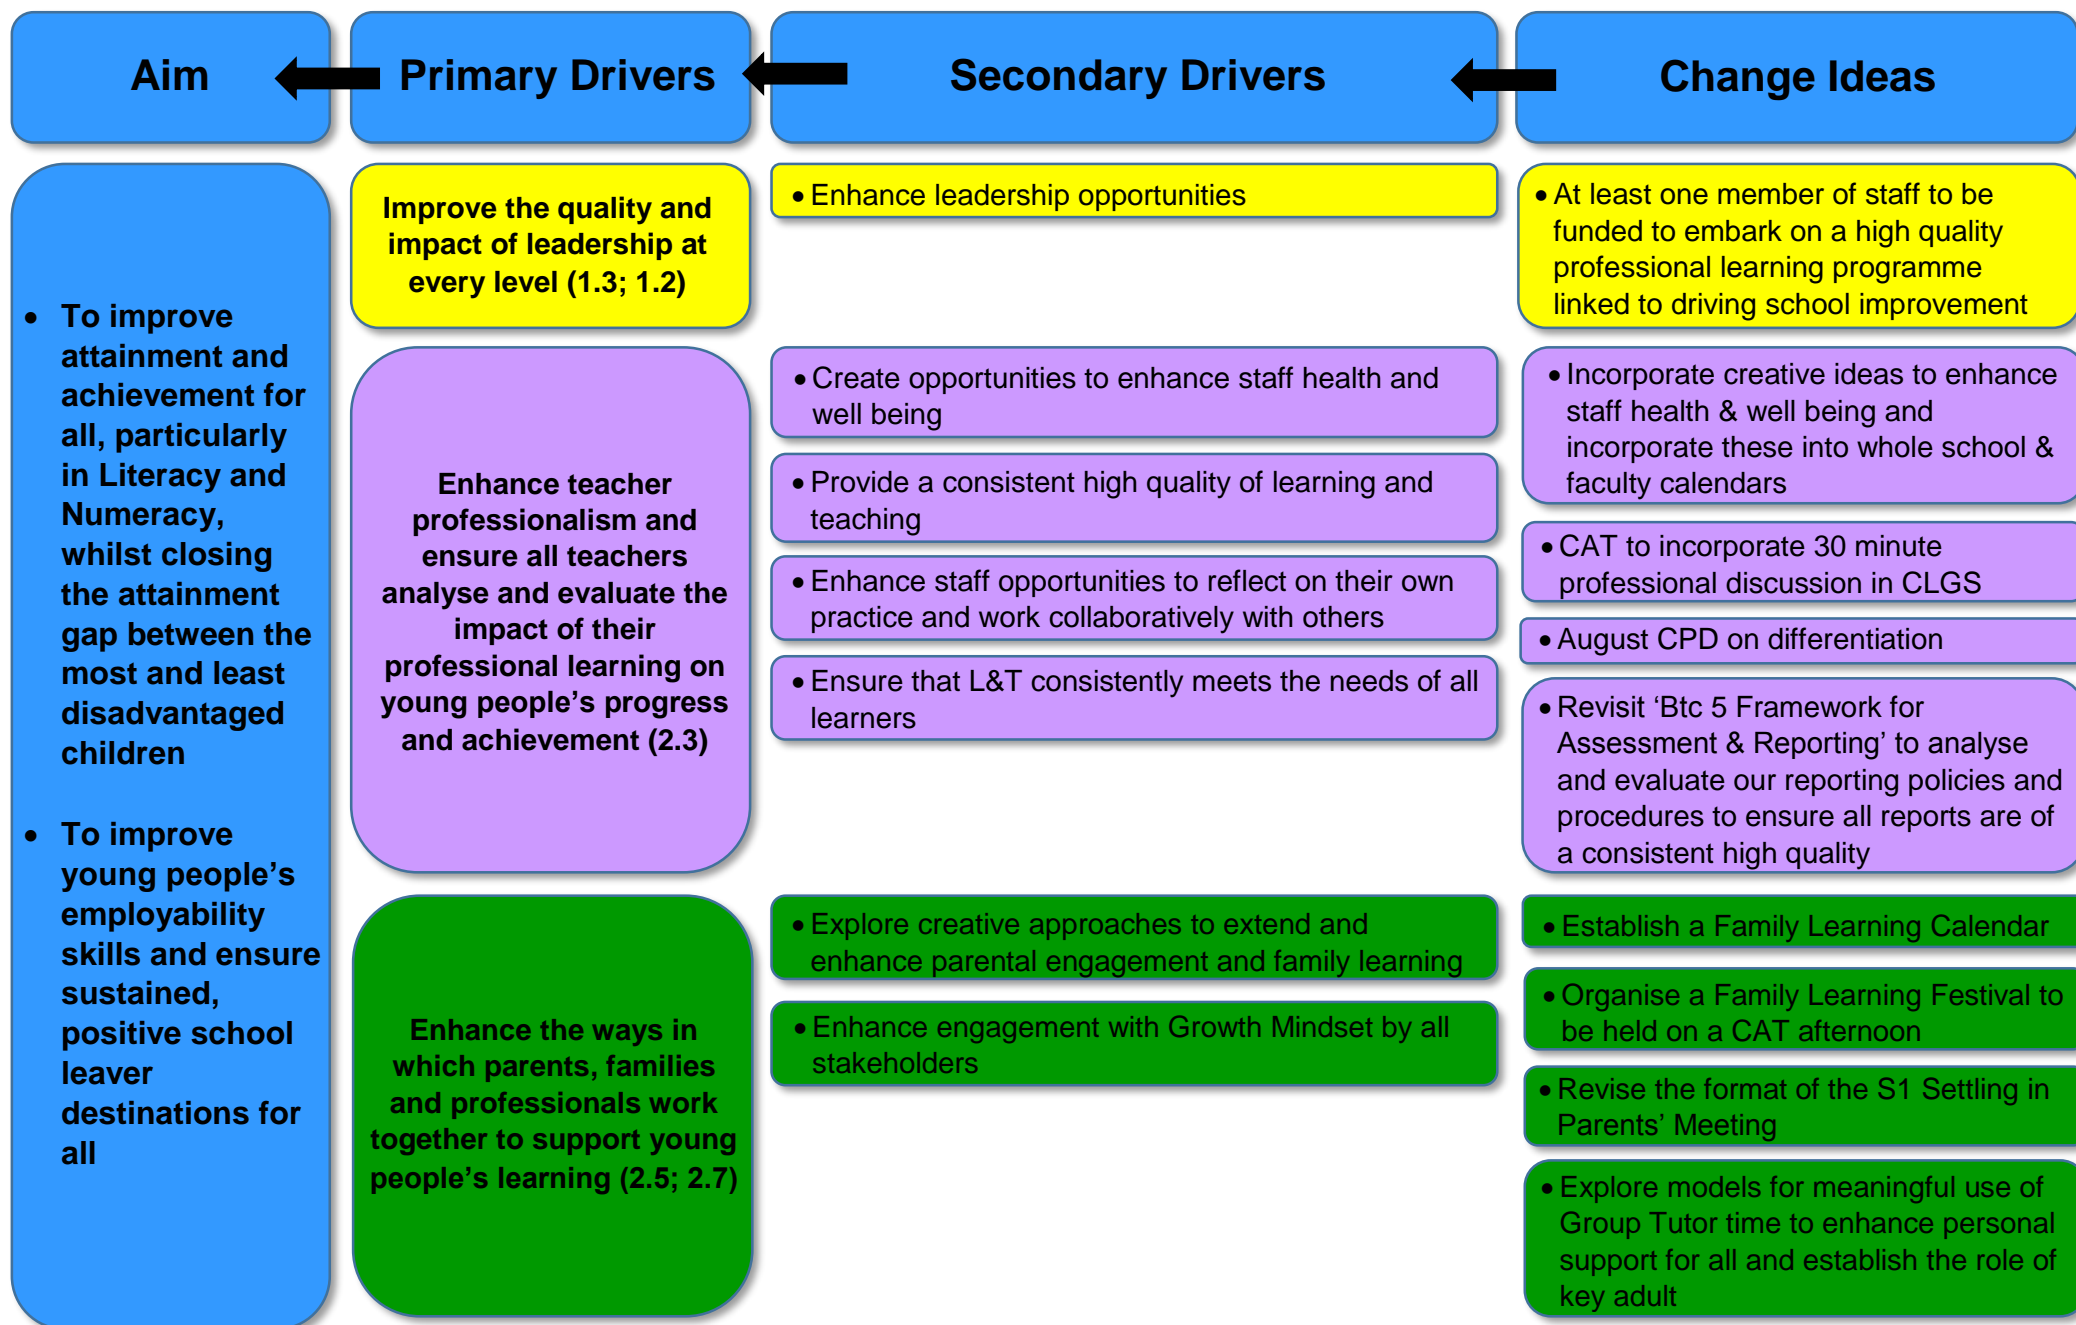 Aim
Primary Drivers
Secondary Drivers
Change Ideas
• To improve
attainment and
achievement for
all, particularly
in Literacy and
Numeracy,
whilst closing
the attainment
gap between the
most and least
disadvantaged
children
• To improve
young people’s
employability
skills and ensure
sustained,
positive school
leaver
destinations for
all
Improve the quality and
impact of leadership at
every level (1.3; 1.2)
• Enhance leadership opportunities
• At least one member of staff to be
funded to embark on a high quality
professional learning programme
linked to driving school improvement
Enhance teacher
professionalism and
ensure all teachers
analyse and evaluate the
impact of their
professional learning on
young people’s progress
and achievement (2.3)
• Create opportunities to enhance staff health and
well being
• Provide a consistent high quality of learning and
teaching
• Enhance staff opportunities to reflect on their own
practice and work collaboratively with others
• Ensure that L&T consistently meets the needs of all
learners
• Incorporate creative ideas to enhance
staff health & well being and
incorporate these into whole school &
faculty calendars
• CAT to incorporate 30 minute
professional discussion in CLGS
• August CPD on differentiation
• Revisit ‘Btc 5 Framework for
Assessment & Reporting’ to analyse
and evaluate our reporting policies and
procedures to ensure all reports are of
a consistent high quality
Enhance the ways in
which parents, families
and professionals work
together to support young
people’s learning (2.5; 2.7)
• Explore creative approaches to extend and
enhance parental engagement and family learning
• Enhance engagement with Growth Mindset by all
stakeholders
• Establish a Family Learning Calendar
• Organise a Family Learning Festival to
be held on a CAT afternoon
• Revise the format of the S1 Settling in
Parents’ Meeting
• Explore models for meaningful use of
Group Tutor time to enhance personal
support for all and establish the role of
key adult